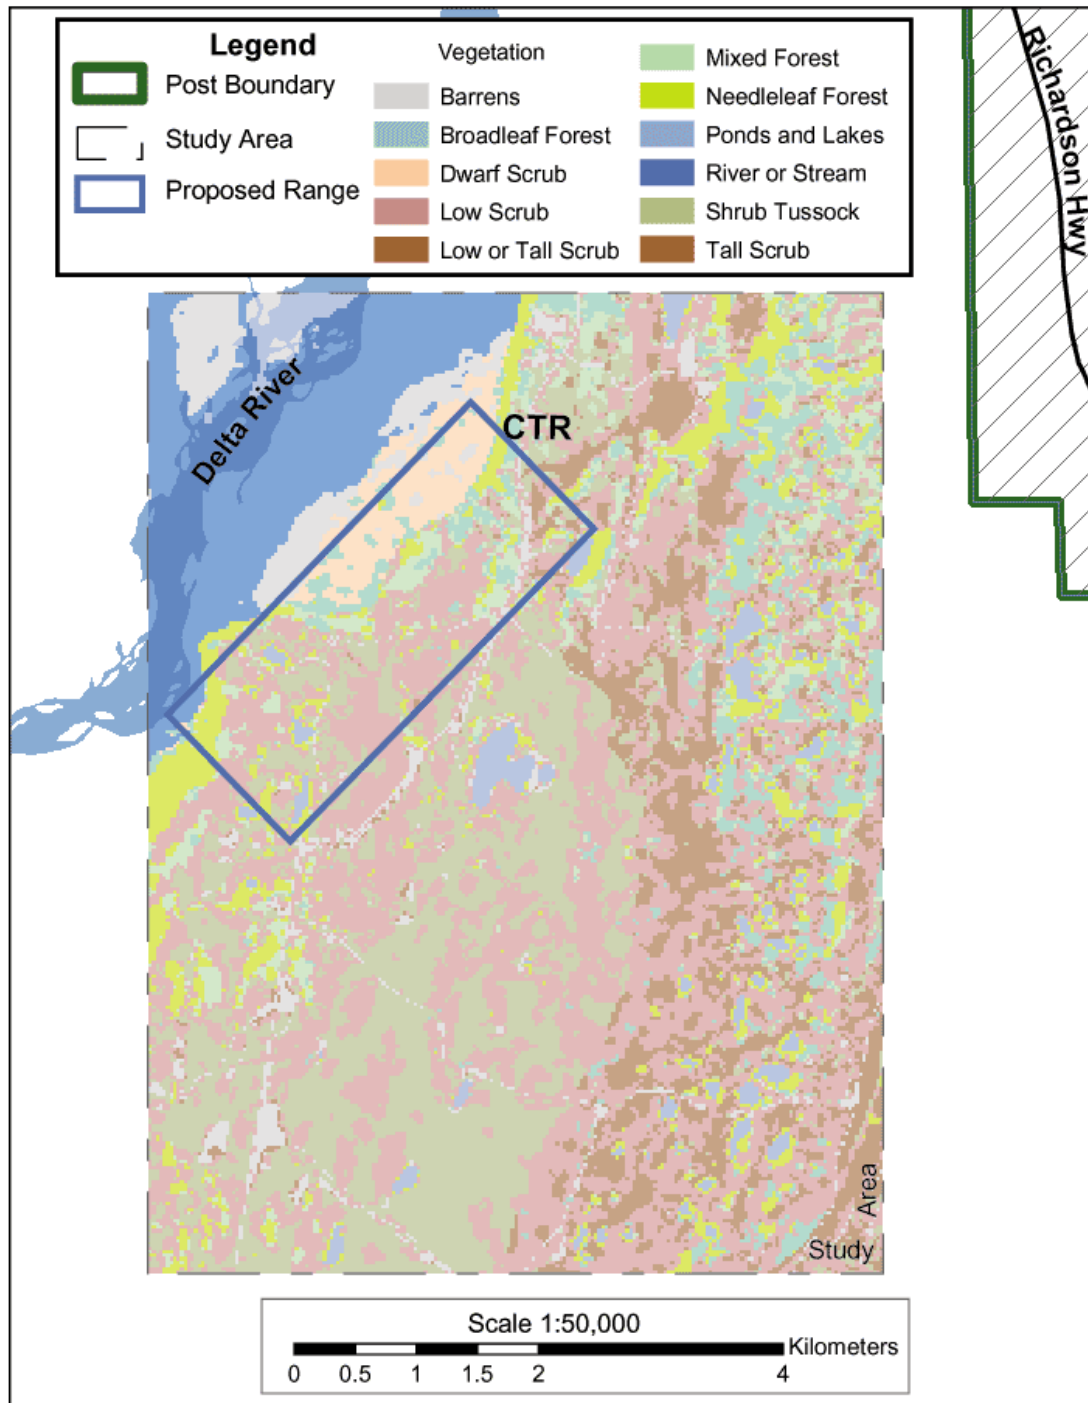 Legend
Post Boundary
Study Area
Proposed Range
Vegetation
Barrens
Broadleaf Forest
Dwarf Scrub
Low Scrub
Low or Tall Scrub
Mixed Forest
Needleleaf Forest
Ponds and Lakes
River or Stream
Shrub Tussock
Tall Scrub
Richardson Hwy
Delta River
CTR
Study Area
Scale 1:50,000
Kilometers
0 0.5 1 1.5 2 4